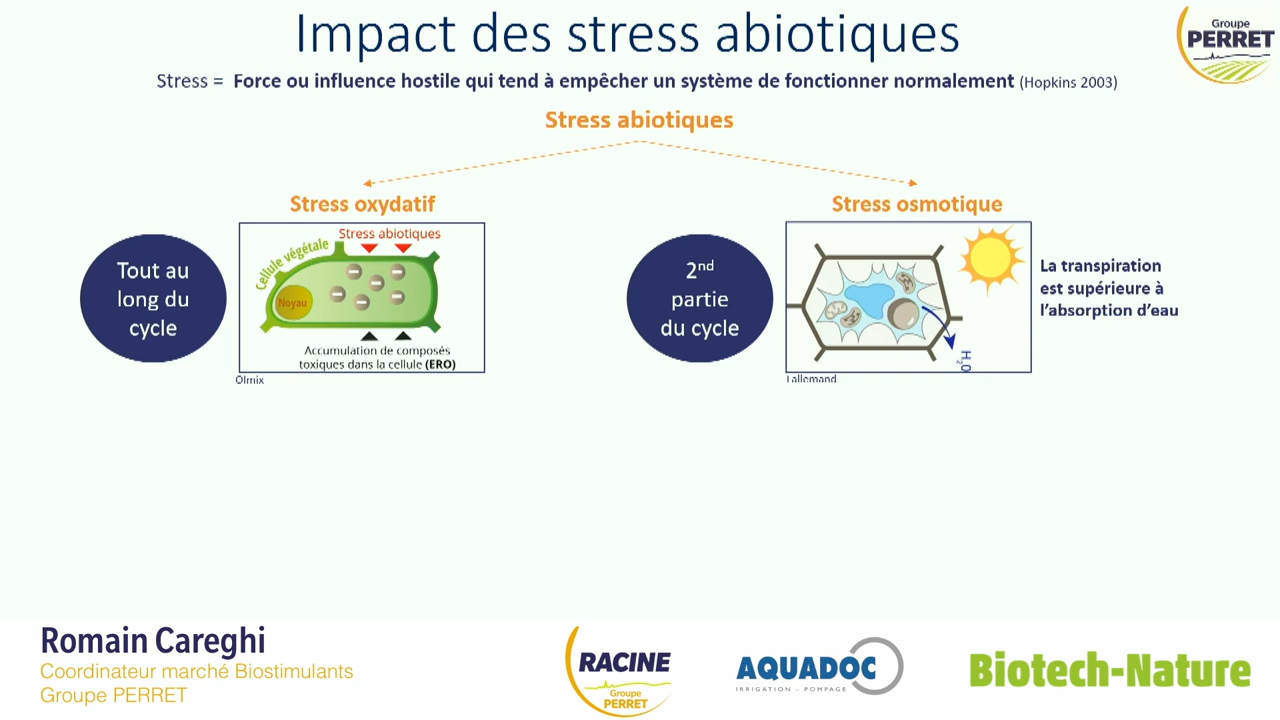 Impact des stress abiotiques
Groupe
PERRET
Stress = Force ou influence hostile qui tend à empêcher un système de fonctionner normalement (Hopkins 2003)
Stress abiotiques
Stress oxydatif
Tout au
long du
cycle
Stress abiotiques
Cellule végétale
Noyau
Accumulation de composés
toxiques dans la cellule (ERO)
Olmix
Stress osmotique
2nd
partie
du cycle
H2O
Lallemand
La transpiration
est supérieure à
l'absorption d'eau
Romain Careghi
Coordinateur marché Biostimulants
Groupe PERRET
RACINE
Groupe
PERRET
AQUADOC
IRRIGATION - POMPAGE
Biotech-Nature